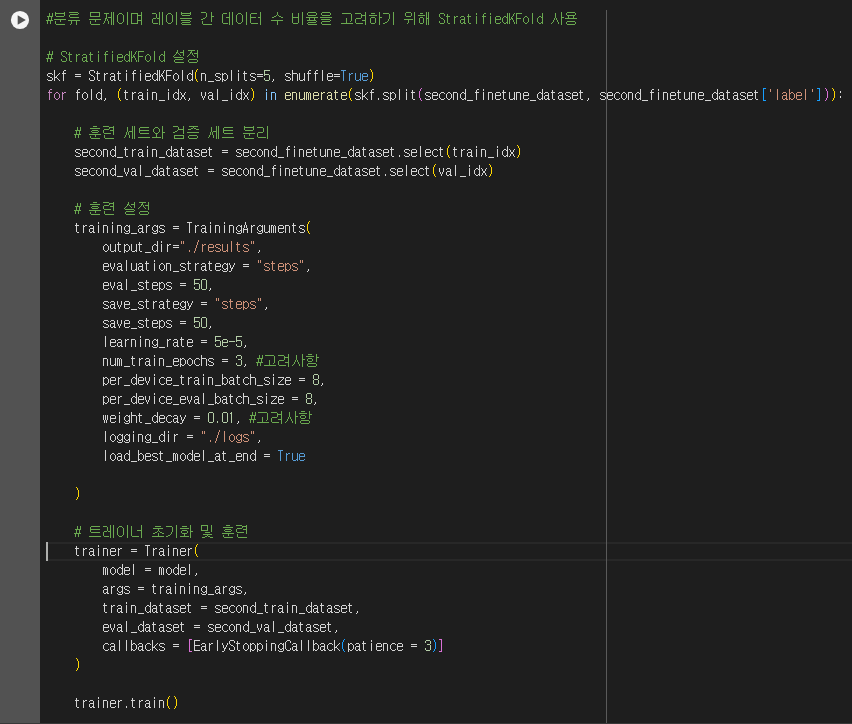 #분류 문제이며 레이블 간 데이터 수 비율을 고려하기 위해 StratifiedKFold 사용
# StratifiedKFold 설정
skf = StratifiedKFold(n_splits=5, shuffle=True)
for fold, (train_idx, val_idx) in enumerate(skf.split(second_finetune_dataset, second_finetune_dataset['label'])):
# 훈련 세트와 검증 세트 분리
second_train_dataset = second_finetune_dataset.select(train_idx)
second_val_dataset = second_finetune_dataset.select(val_idx)
# 훈련 설정
training_args = TrainingArguments(
output_dir="./results",
evaluation_strategy = "steps",
eval_steps = 50,
save_strategy = "steps",
save_steps = 50,
learning_rate = 5e-5,
num_train_epochs = 3, #고려사항
per_device_train_batch_size = 8,
per_device_eval_batch_size = 8,
weight_decay = 0.01, #고려사항
logging_dir = "./logs",
load_best_model_at_end = True
)
# 트레이너 초기화 및 훈련
trainer = Trainer(
model = model,
args = training_args,
train_dataset = second_train_dataset,
eval_dataset = second_val_dataset,
callbacks = [EarlyStoppingCallback(patience = 3)]
)
trainer.train()